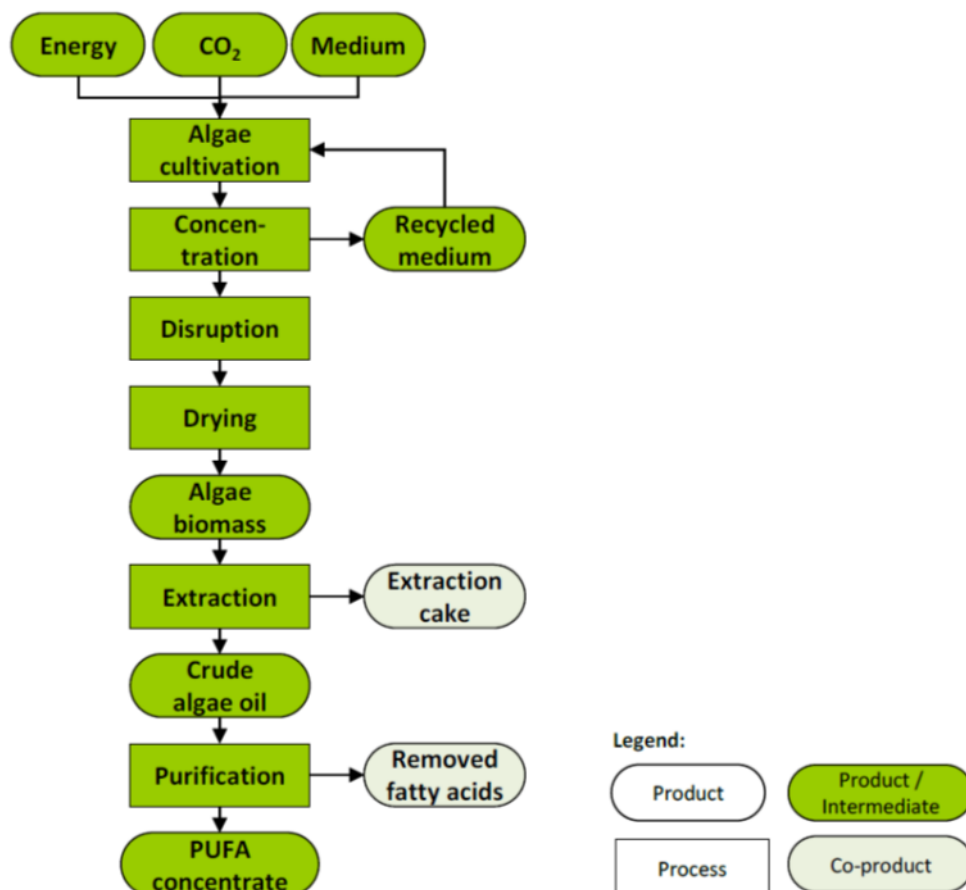 Energy
CO₂
Medium
Algae
cultivation
Concen-
tration
Recycled
medium
Disruption
Drying
Algae
biomass
Extraction
Extraction
cake
Crude
algae oil
Purification
Removed
fatty acids
PUFA
concentrate
Legend:
Product
Product /
Intermediate
Process
Co-product